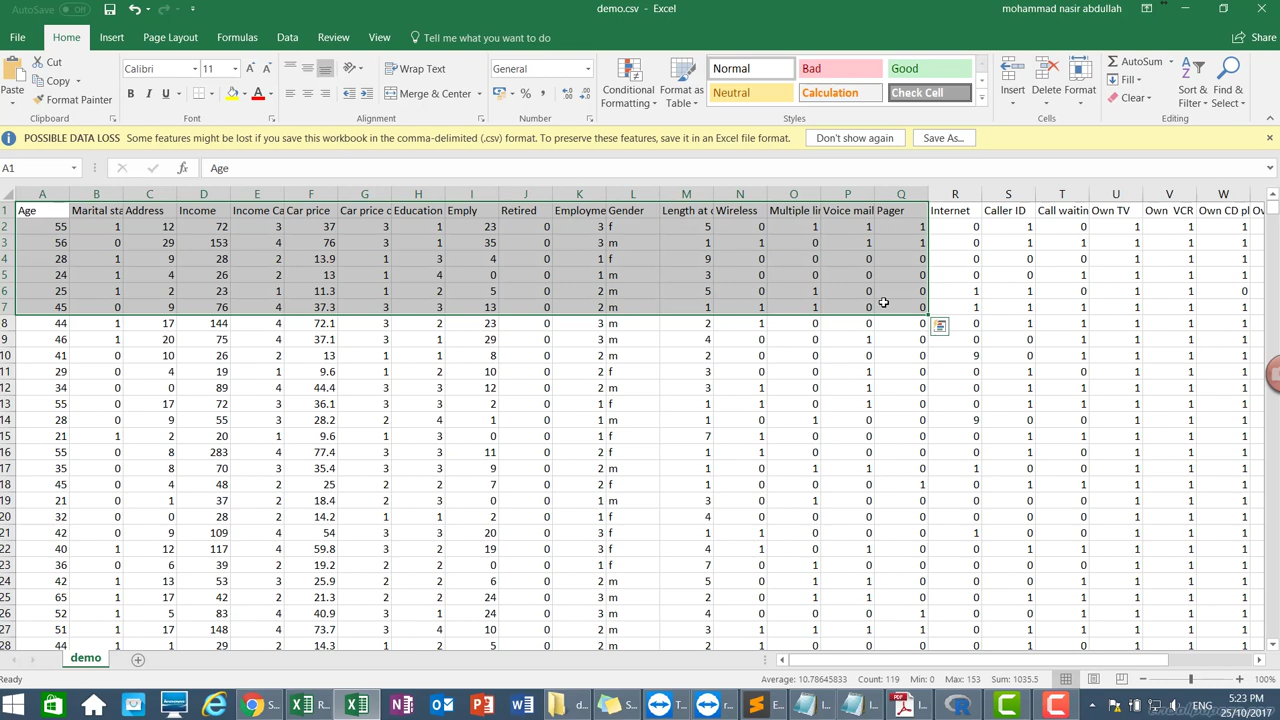 AutoSave Off
demo.csv - Excel
mohammad nasir abdullah
File Home Insert Page Layout Formulas Data Review View Tell me what you want to do Share
Cut
Copy
Format Painter
Paste
Clipboard
Calibri 11
B I U
Font
Wrap Text
Merge & Center
Alignment
General
Number
Conditional Formatting
Format as Table
Normal Bad Good
Neutral Calculation Check Cell
Styles
Insert Delete Format
Cells
AutoSum
Fill
Clear
Sort & Filter
Find & Select
Editing
POSSIBLE DATA LOSS Some features might be lost if you save this workbook in the comma-delimited (.csv) format. To preserve these features, save it in an Excel file format. Don't show again Save As...
A1 fx Age
A B C D E F G H I J K L M N O P Q R S T U V W
1 Age Marital sta Address Income Income Ca Car price Car price c Education Emply Retired Employme Gender Length at Wireless Multiple li Voice mail Pager Internet Caller ID Call waitin Own TV Own VCR Own CD pl
2 55 1 12 72 3 37 3 1 23 0 3 f 5 0 1 1 1 0 1 0 1 1 1
3 56 0 29 153 4 76 3 1 35 0 3 m 1 1 0 1 1 0 1 1 1 1 1
4 28 1 9 28 2 13.9 1 3 4 0 1 f 9 0 0 0 0 0 0 1 1 1 1
5 24 1 4 26 2 13 1 4 0 0 1 m 3 0 0 0 0 0 1 1 1 1 1
6 25 1 2 23 1 11.3 1 2 5 0 2 m 5 0 1 0 0 1 1 0 1 1 0
7 45 0 9 76 4 37.3 3 3 13 0 2 m 1 1 1 0 0 1 1 1 1 1 1
8 44 1 17 144 4 72.1 3 2 23 0 3 m 2 1 0 0 0 0 1 1 1 1 1
9 46 1 20 75 4 37.1 3 1 29 0 3 m 4 0 0 1 0 0 1 1 1 1 1
10 41 0 10 26 2 13 1 1 8 0 2 m 2 0 0 0 0 9 0 1 1 1 1
11 29 0 4 19 1 9.6 1 2 10 0 2 f 3 0 0 1 0 0 1 1 1 1 1
12 34 0 0 89 4 44.4 3 3 12 0 2 m 3 1 0 1 0 0 1 1 1 1 1
13 55 0 17 72 3 36.1 3 3 2 0 1 f 1 1 0 1 0 0 1 1 1 1 1
14 28 0 9 55 3 28.2 2 4 1 0 1 m 1 0 1 0 0 9 0 0 1 1 1
15 21 1 2 20 1 9.6 1 3 0 0 1 f 7 1 0 0 0 0 1 1 1 1 1
16 55 0 8 283 4 77.4 3 3 11 0 2 f 2 0 0 0 0 0 0 1 1 1 1
17 35 0 8 70 3 35.4 3 3 9 0 2 m 1 0 1 1 0 1 0 0 1 1 1
18 45 0 4 48 2 25 2 2 7 0 2 f 5 0 0 0 1 0 1 1 1 1 1
19 21 0 1 37 2 18.4 2 3 0 0 1 m 3 0 1 0 0 0 1 1 1 1 1
20 32 0 0 28 2 14.2 1 1 2 0 1 f 4 0 0 0 0 0 0 0 1 1 1
21 42 0 9 109 4 54 3 3 20 0 3 f 1 1 0 0 0 1 0 0 1 1 1
22 40 1 12 117 4 59.8 3 2 19 0 3 f 4 1 0 1 0 0 1 1 1 1 1
23 36 0 6 39 2 19.2 2 1 3 0 1 f 7 0 1 0 0 0 1 1 1 1 1
24 42 1 13 53 3 25.9 2 2 6 0 2 m 5 0 1 0 0 0 1 1 1 1 1
25 65 1 17 42 2 21.3 2 2 24 0 3 m 1 0 0 0 0 0 1 1 1 1 1
26 52 1 5 83 4 40.9 3 1 24 0 3 m 4 0 0 0 1 0 0 0 1 1 1
27 51 1 17 148 4 73.7 3 4 10 0 2 m 3 1 1 1 1 0 1 1 1 1 1
28 44 1 1 29 2 14.3 1 2 5 0 2 m 2 1 0 0 0 0 1 1 1 1 1
demo
Ready Average: 10.78645833 Count: 119 Min: 0 Max: 153 Sum: 1035.5 100%
ENG
5:23 PM
25/10/2017